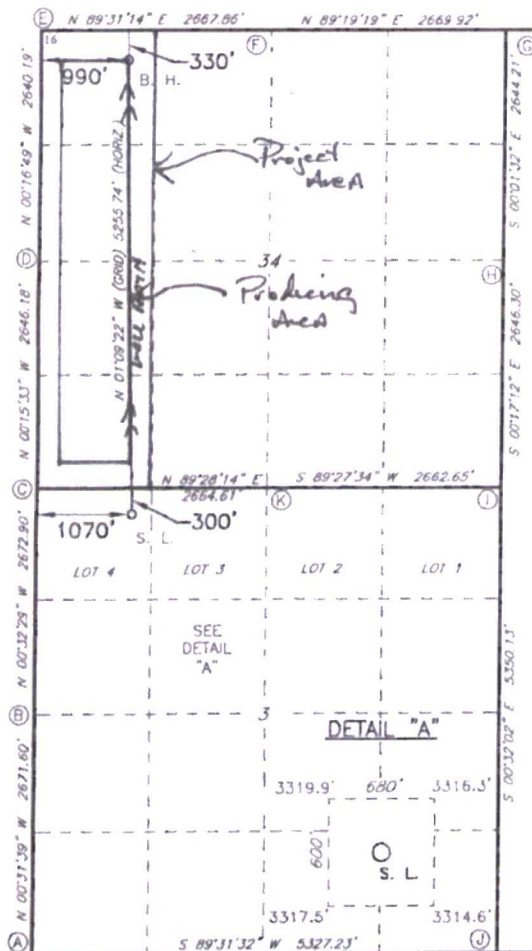 E N 89°31'14" E 2667.86' N 89°19'19" E 2669.92' G
16 F
330'
990' B. H.
N 00°16'49" W 2640.19'
S 00°01'32" E 2644.21'
Project
Area
N 01°09'22" W (GRID) 5255.74' (HORIZ.)
D 34 H
Producing
Area
N 00°15'33" W 2646.18'
S 00°17'12" E 2646.30'
N 89°28'14" E S 89°27'34" W 2662.65'
C 2664.61' K I
300'
1070' S. L.
LOT 4 LOT 3 LOT 2 LOT 1
N 00°32'29" W 2672.90'
SEE
DETAIL
"A"
S 00°32'02" E 5350.13'
B 3
DETAIL "A"
3319.9' 680' 3316.3'
600'
S. L.
3317.5' 3314.6'
N 00°31'39" W 2671.60'
A S 89°31'32" W 5327.23' J